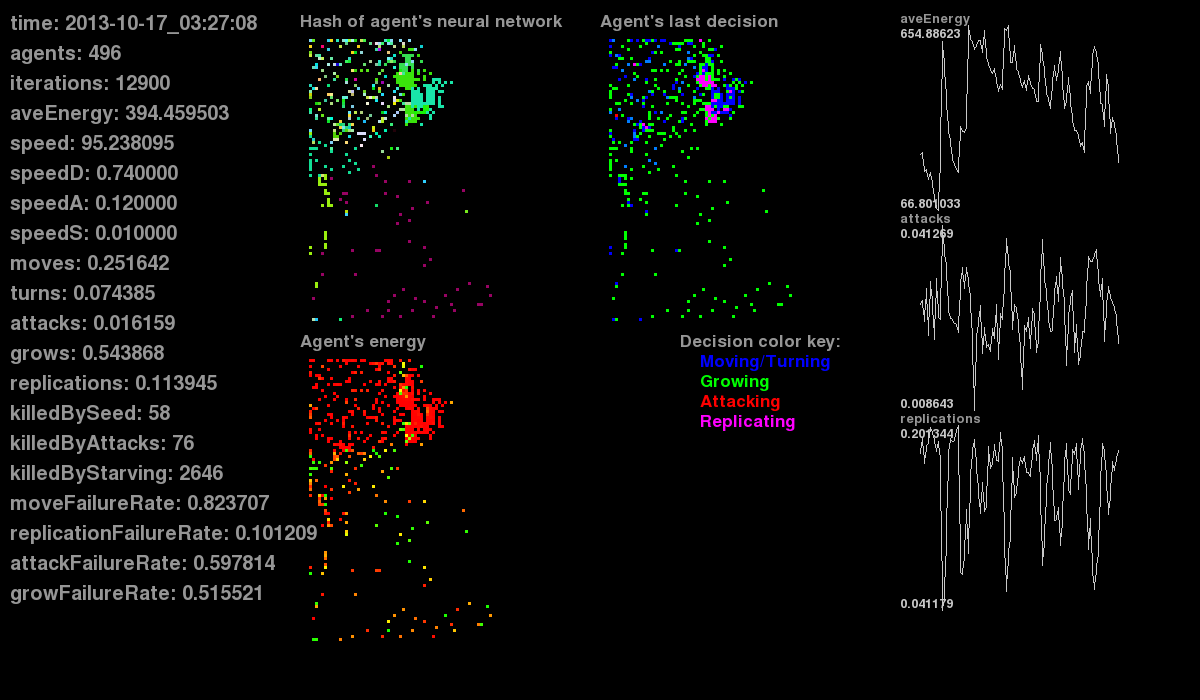 time: 2013-10-17_03:27:08
agents: 496
iterations: 12900
aveEnergy: 394.459503
speed: 95.238095
speedD: 0.740000
speedA: 0.120000
speedS: 0.010000
moves: 0.251642
turns: 0.074385
attacks: 0.016159
grows: 0.543868
replications: 0.113945
killedBySeed: 58
killedByAttacks: 76
killedByStarving: 2646
moveFailureRate: 0.823707
replicationFailureRate: 0.101209
attackFailureRate: 0.597814
growFailureRate: 0.515521
Hash of agent's neural network
Agent's last decision
Agent's energy
Decision color key:
Moving/Turning
Growing
Attacking
Replicating
aveEnergy
654.88623
66.801033
attacks
0.041269
0.008643
replications
0.201344
0.041179